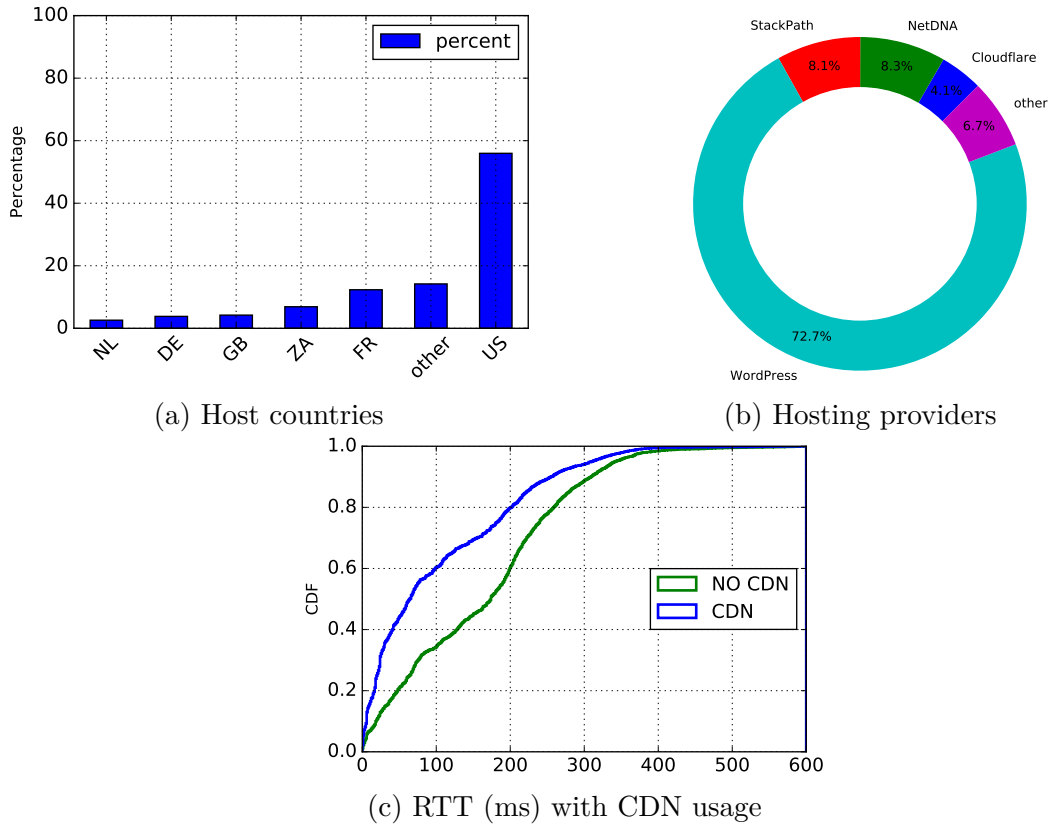 100
80
60
40
20
0
Percentage
percent
NL
DE
GB
ZA
FR
other
US
(a) Host countries
StackPath
NetDNA
Cloudflare
other
WordPress
8.1%
8.3%
4.1%
6.7%
72.7%
(b) Hosting providers
1.0
0.8
0.6
0.4
0.2
0.0
CDF
NO CDN
CDN
0
100
200
300
400
500
600
(c) RTT (ms) with CDN usage